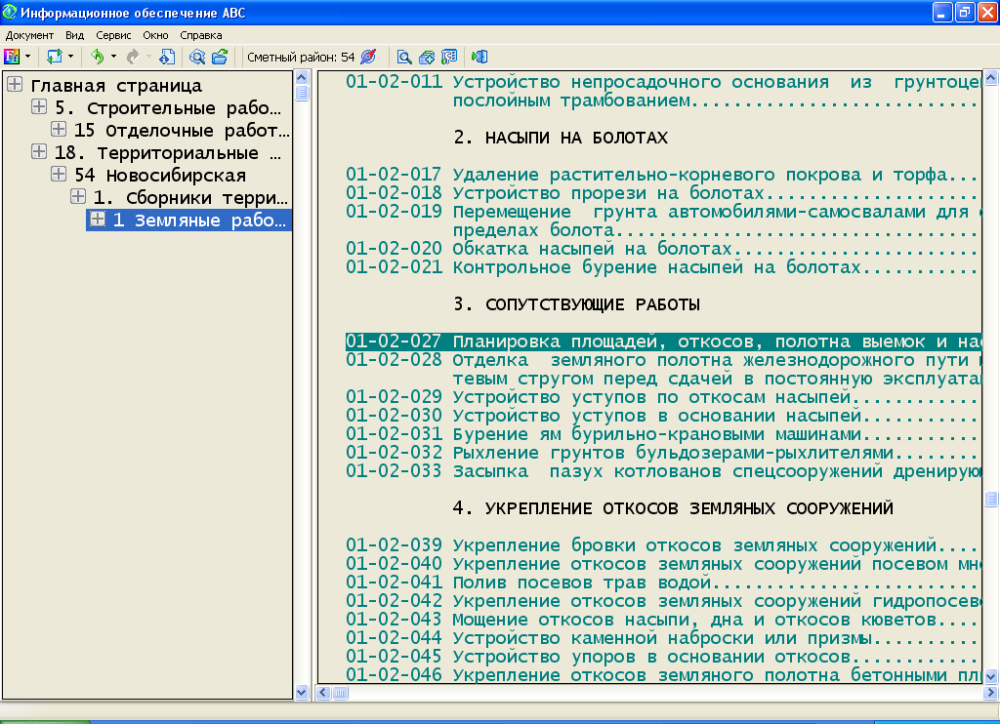 Информационное обеспечение АВС
Документ Вид Сервис Окно Справка
Сметный район: 54
Главная страница
5. Строительные рабо...
15 Отделочные работ...
18. Территориальные ...
54 Новосибирская
1. Сборники терри...
1 Земляные рабо...
01-02-011 Устройство непросадочного основания из грунтоце
послойным трамбованием...........................
2. НАСЫПИ НА БОЛОТАХ
01-02-017 Удаление растительно-корневого покрова и торфа...
01-02-018 Устройство прорези на болотах....................
01-02-019 Перемещение грунта автомобилями-самосвалами для
пределах болота..................................
01-02-020 Обкатка насыпей на болотах.......................
01-02-021 Контрольное бурение насыпей на болотах...........
3. СОПУТСТВУЮЩИЕ РАБОТЫ
01-02-027 Планировка площадей, откосов, полотна выемок и нас
01-02-028 Отделка земляного полотна железнодорожного пути
тевым стругом перед сдачей в постоянную эксплуата
01-02-029 Устройство уступов по откосам насыпей............
01-02-030 Устройство уступов в основании насыпей...........
01-02-031 Бурение ям бурильно-крановыми машинами...........
01-02-032 Рыхление грунтов бульдозерами-рыхлителями........
01-02-033 Засыпка пазух котлованов спецсооружений дренирую
4. УКРЕПЛЕНИЕ ОТКОСОВ ЗЕМЛЯНЫХ СООРУЖЕНИЙ
01-02-039 Укрепление бровки откосов земляных сооружений....
01-02-040 Укрепление откосов земляных сооружений посевом мн
01-02-041 Полив посевов трав водой.........................
01-02-042 Укрепление откосов земляных сооружений гидропосев
01-02-043 Мощение откосов насыпи, дна и откосов кюветов....
01-02-044 Устройство каменной наброски или призмы..........
01-02-045 Устройство упоров в основании откосов............
01-02-046 Укрепление откосов земляного полотна бетонными пл